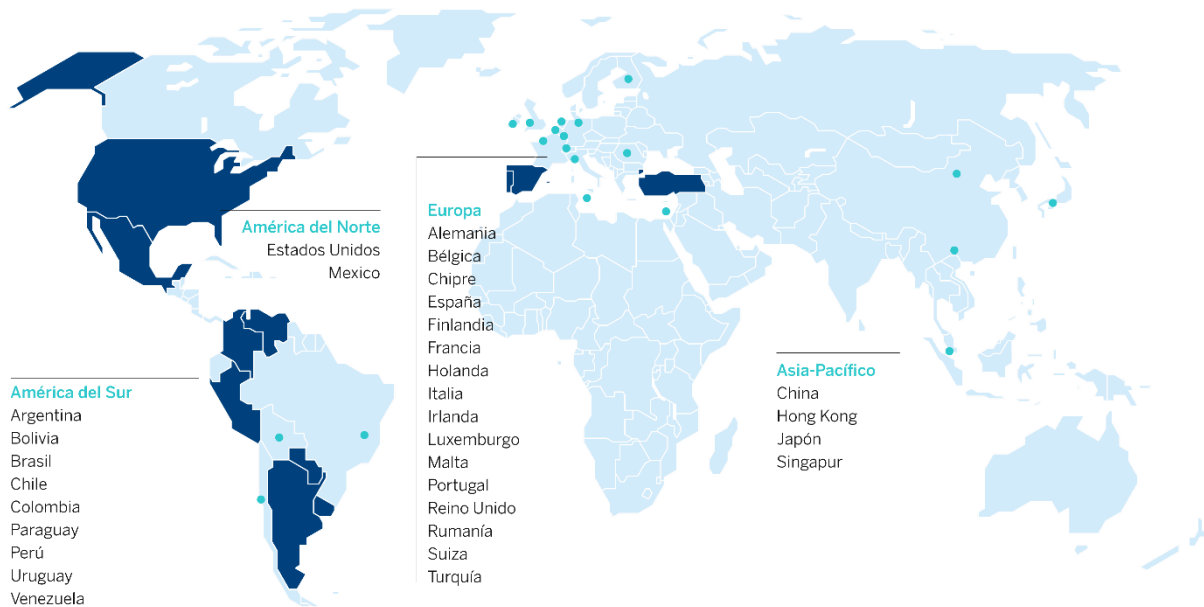 América del Norte
Estados Unidos
Mexico
América del Sur
Argentina
Bolivia
Brasil
Chile
Colombia
Paraguay
Perú
Uruguay
Venezuela
Europa
Alemania
Bélgica
Chipre
España
Finlandia
Francia
Holanda
Italia
Irlanda
Luxemburgo
Malta
Portugal
Reino Unido
Rumanía
Suiza
Turquía
Asia-Pacífico
China
Hong Kong
Japón
Singapur